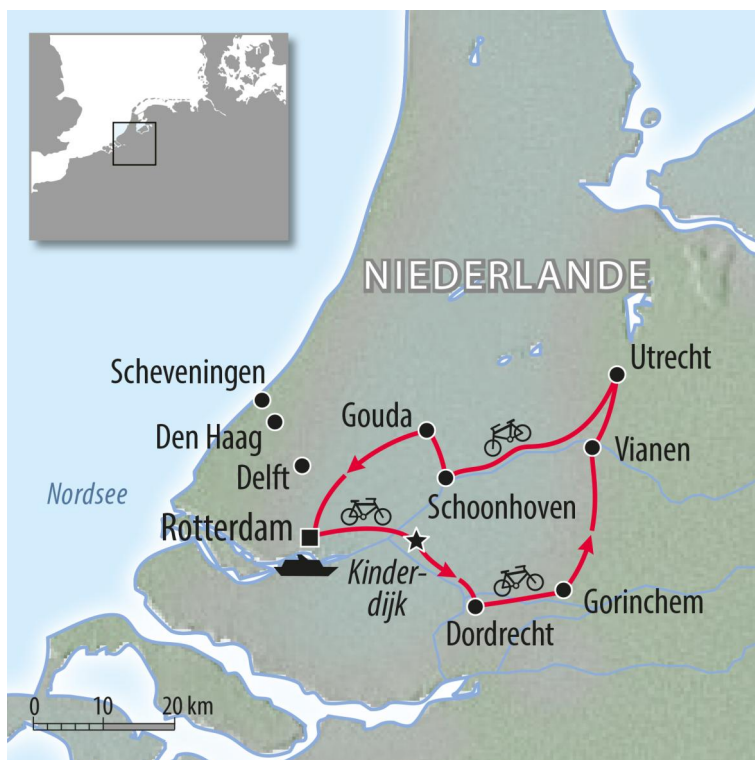 NIEDERLANDE
Utrecht
Scheveningen
Gouda
Den Haag
Vianen
Delft
Nordsee
Schoonhoven
Rotterdam
Kinder-
dijk
Gorinchem
Dordrecht
0 10 20 km